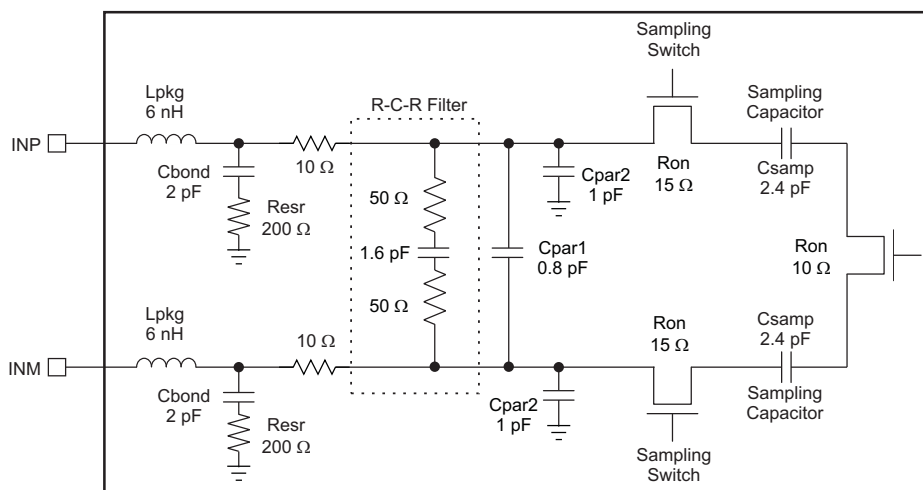 Sampling
Switch
Lpkg
6 nH
R-C-R Filter
Sampling
Capacitor
INP
10 Ω
Cbond
2 pF
Resr
200 Ω
50 Ω
Cpar2
1 pF
Ron
15 Ω
Csamp
2.4 pF
1.6 pF
Cpar1
0.8 pF
Ron
10 Ω
50 Ω
Lpkg
6 nH
10 Ω
Ron
15 Ω
Csamp
2.4 pF
INM
Cbond
2 pF
Resr
200 Ω
Cpar2
1 pF
Sampling
Capacitor
Sampling
Switch